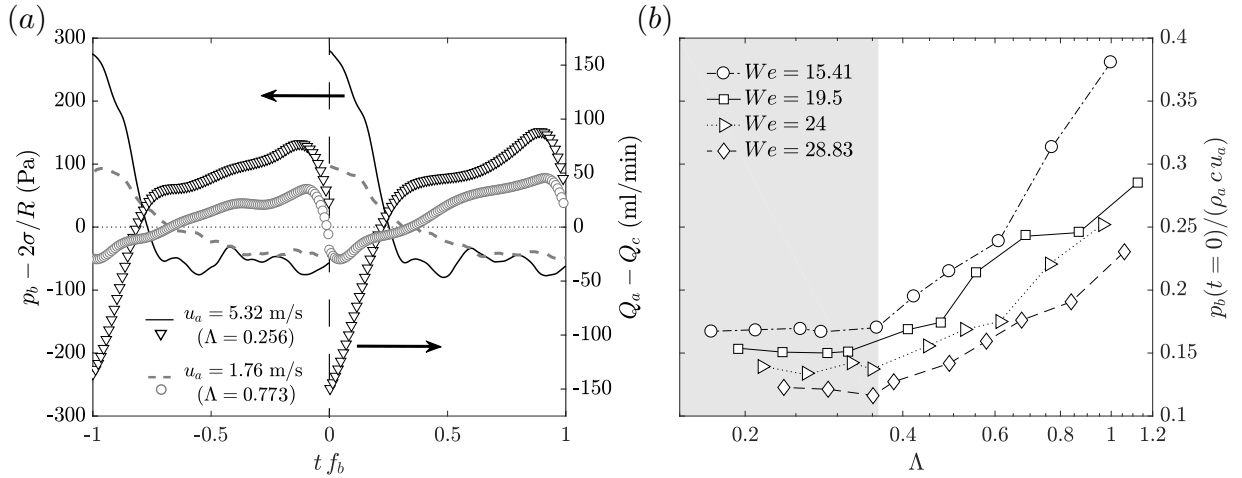 (a)
300
200
100
0
-100
-200
-300
p_b − 2σ/R (Pa)
150
100
50
0
-50
-100
-150
Q_a − Q_c (ml/min)
u_a = 5.32 m/s
(Λ = 0.256)
u_a = 1.76 m/s
(Λ = 0.773)
-1
-0.5
0
0.5
1
t f_b
(b)
We = 15.41
We = 19.5
We = 24
We = 28.83
0.4
0.35
0.3
0.25
0.2
0.15
0.1
p_b(t = 0)/(ρ_a c u_a)
0.2
0.4
0.6
0.8
1
1.2
Λ